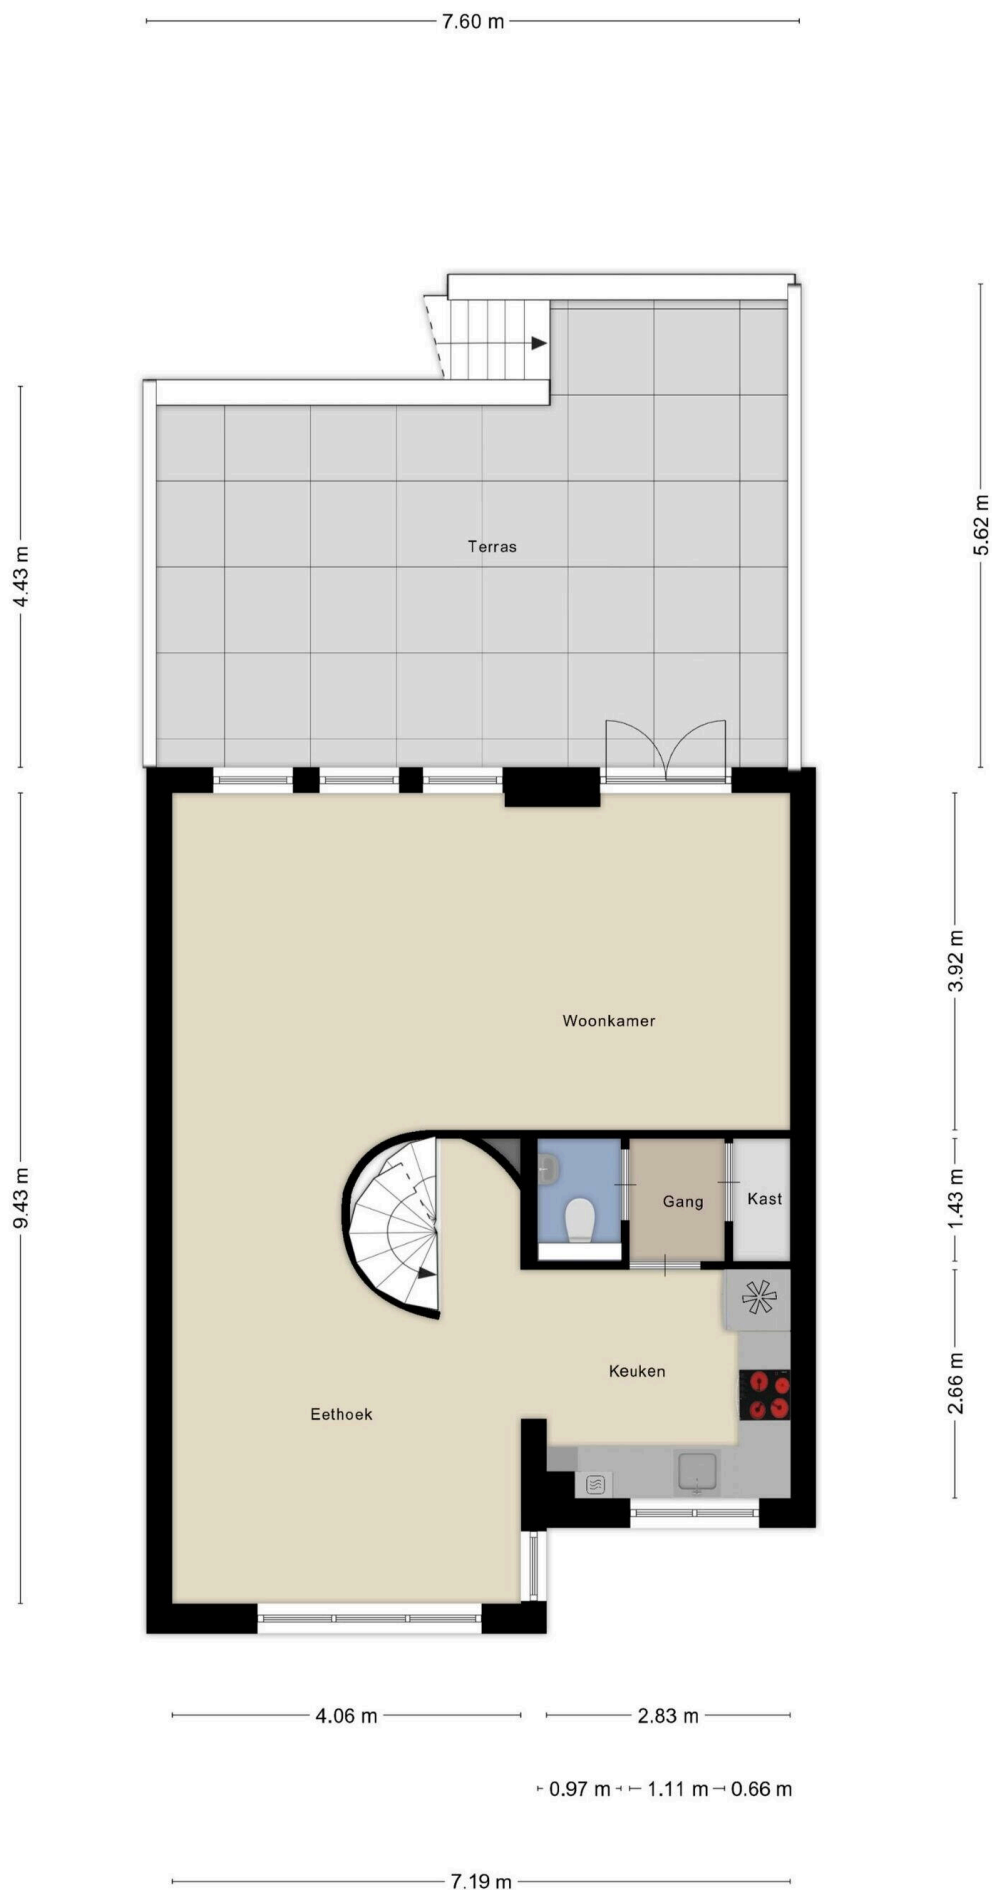 7.60 m
5.62 m
4.43 m
Terras
3.92 m
Woonkamer
9.43 m
1.43 m
Gang
Kast
2.66 m
Keuken
Eethoek
4.06 m
2.83 m
0.97 m
1.11 m
0.66 m
7.19 m